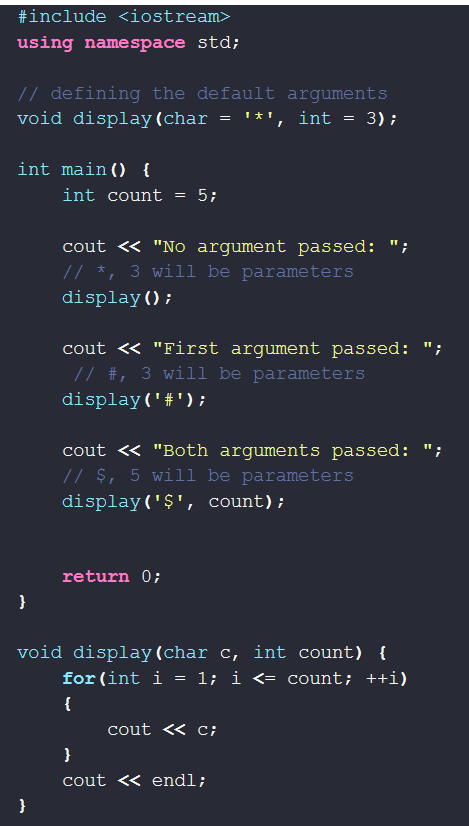 #include <iostream>
using namespace std;
// defining the default arguments
void display(char = '*', int = 3);
int main() {
    int count = 5;
    cout << "No argument passed: ";
    // *, 3 will be parameters
    display();
    cout << "First argument passed: ";
     // #, 3 will be parameters
    display('#');
    cout << "Both arguments passed: ";
    // $, 5 will be parameters
    display('$', count);
    return 0;
}
void display(char c, int count) {
    for(int i = 1; i <= count; ++i)
    {
        cout << c;
    }
    cout << endl;
}